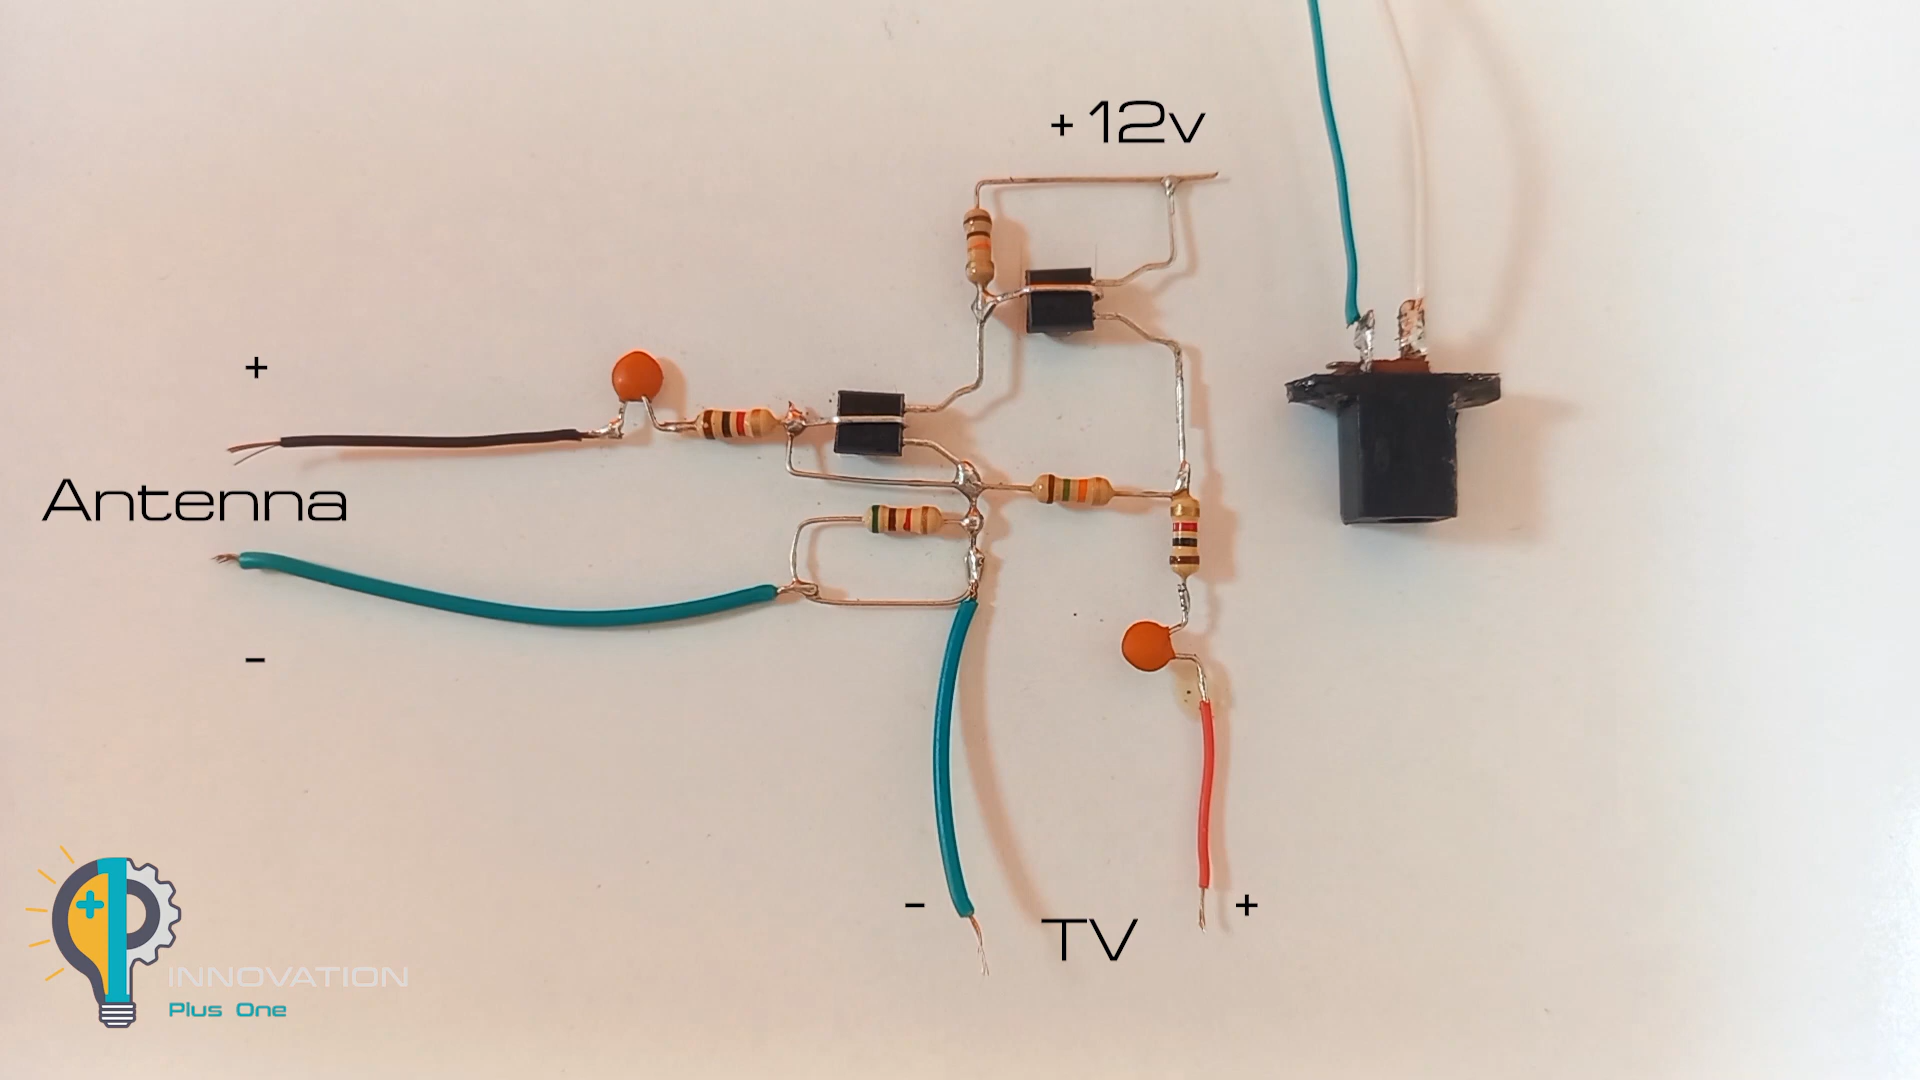 + 12v
+
Antenna
-
- TV +
INNOVATION
Plus One